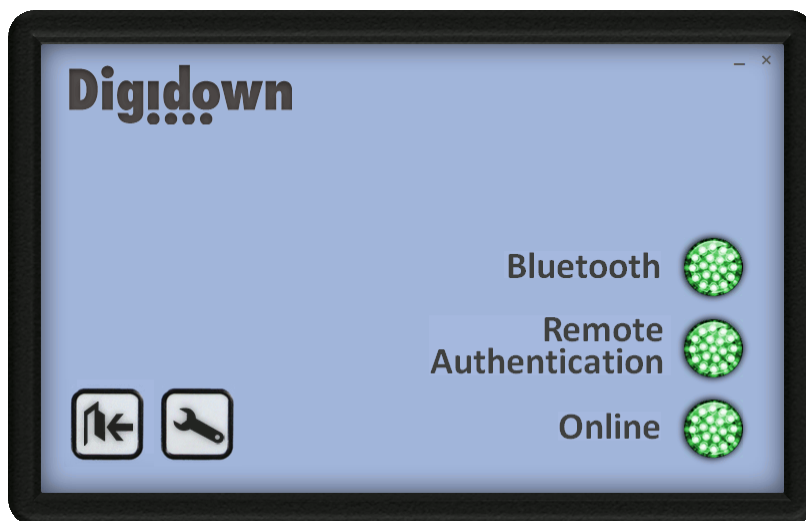 Digidown
Bluetooth
Remote
Authentication
Online